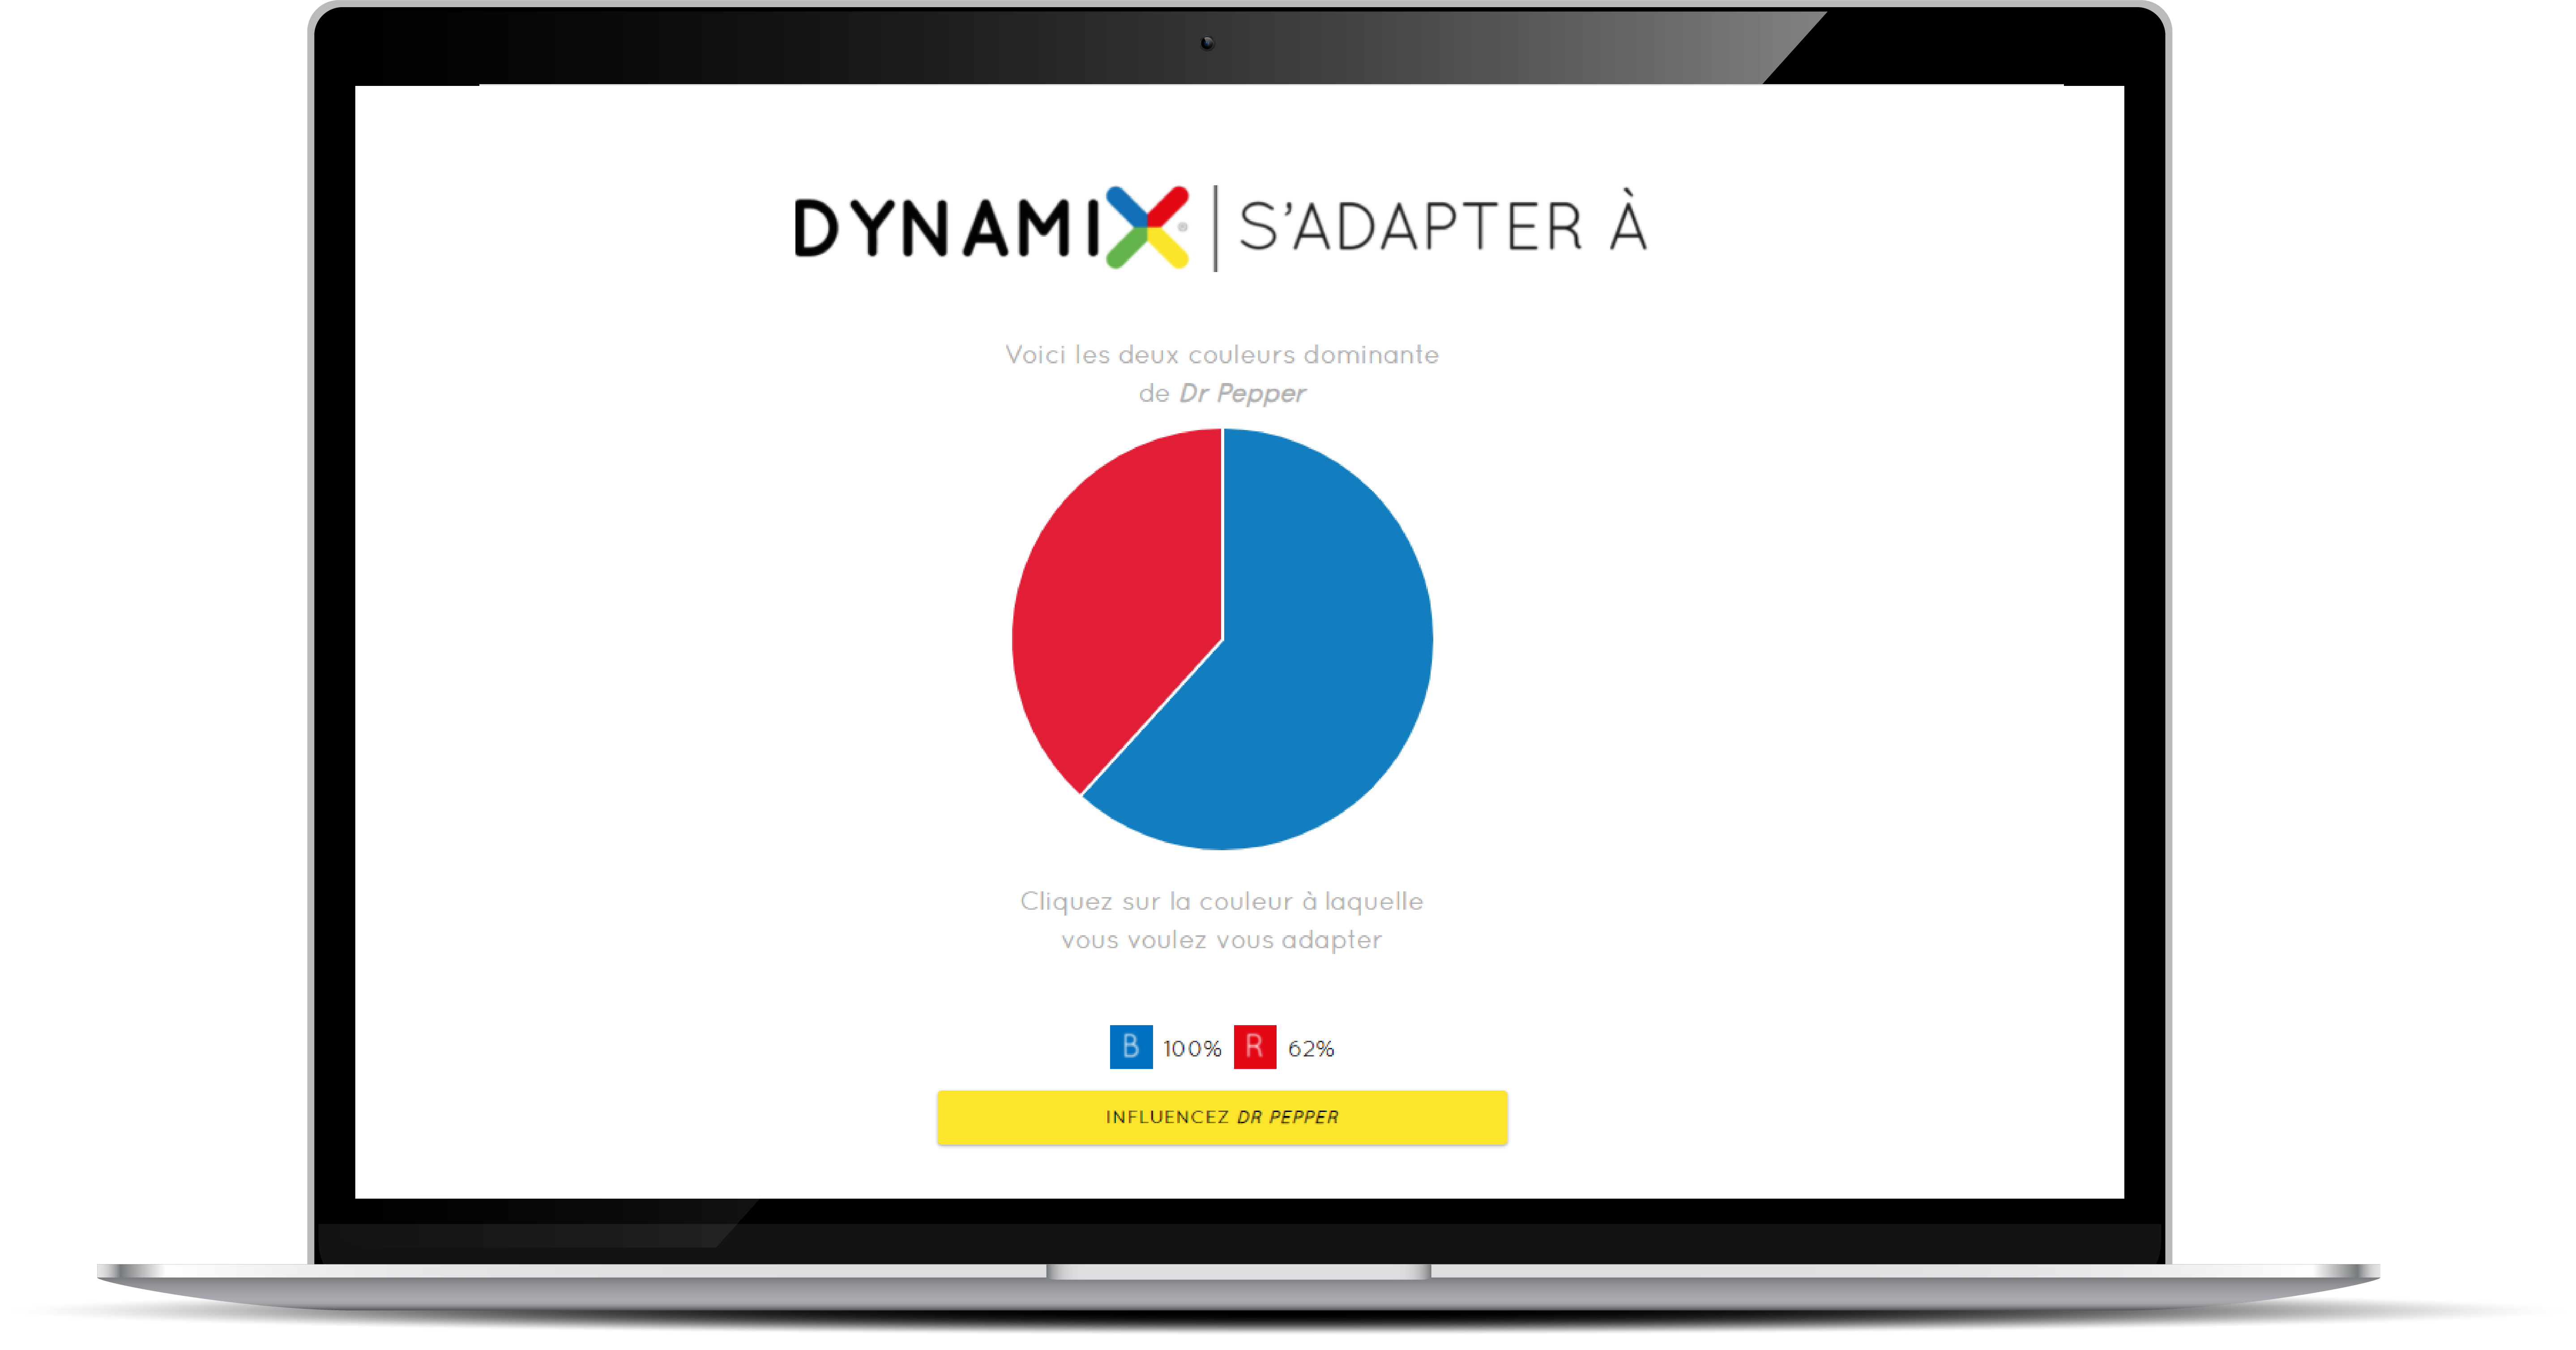 DYNAMIX® | S'ADAPTER À
Voici les deux couleurs dominante
de Dr Pepper
Cliquez sur la couleur à laquelle
vous voulez vous adapter
B 100% R 62%
INFLUENCEZ DR PEPPER